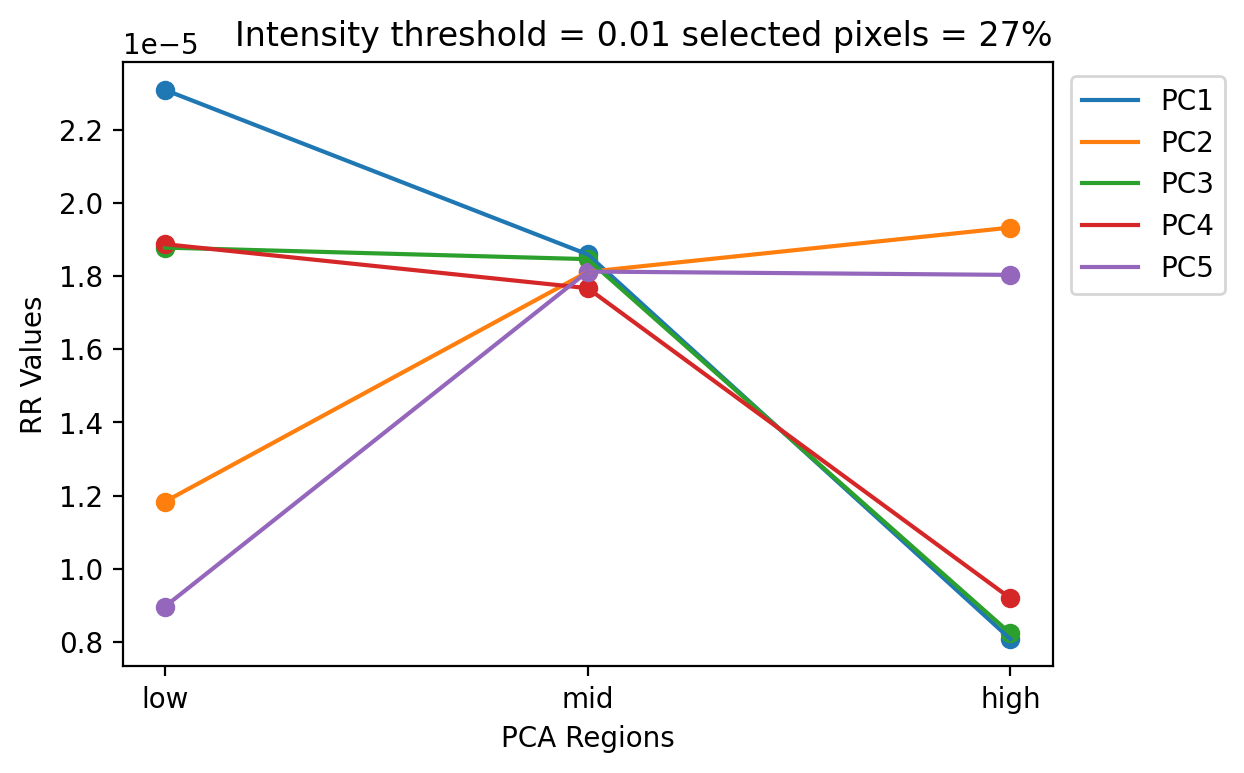 1e−5
Intensity threshold = 0.01 selected pixels = 27%
2.2
2.0
1.8
1.6
1.4
1.2
1.0
0.8
RR Values
low
mid
high
PCA Regions
PC1
PC2
PC3
PC4
PC5